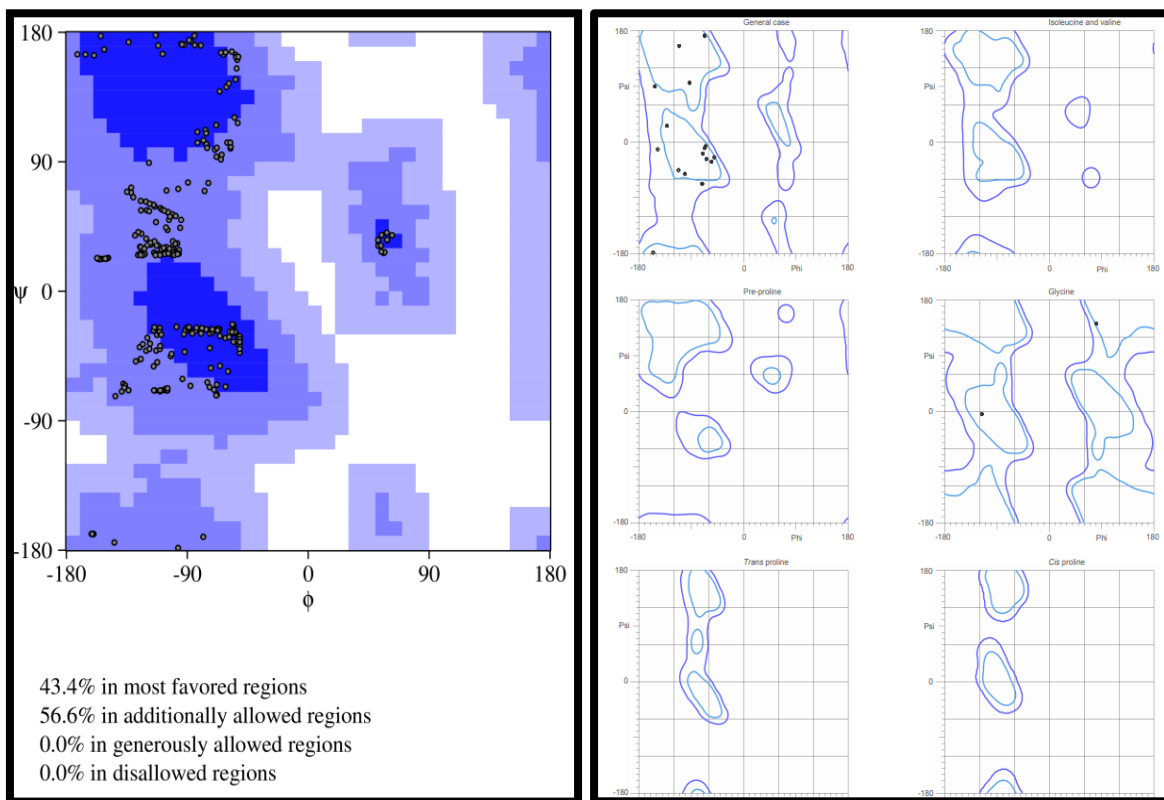 180
90
ψ 0
-90
-180
-180 -90 0 90 180
ϕ
43.4% in most favored regions
56.6% in additionally allowed regions
0.0% in generously allowed regions
0.0% in disallowed regions
General case
180
Psi
0
-180
-180 0 Phi 180
Isoleucine and valine
180
Psi
0
-180
-180 0 Phi 180
Pre-proline
180
Psi
0
-180
-180 0 Phi 180
Glycine
180
Psi
0
-180
-180 0 Phi 180
Trans proline
180
Psi
0
-180
Cis proline
180
Psi
0
-180